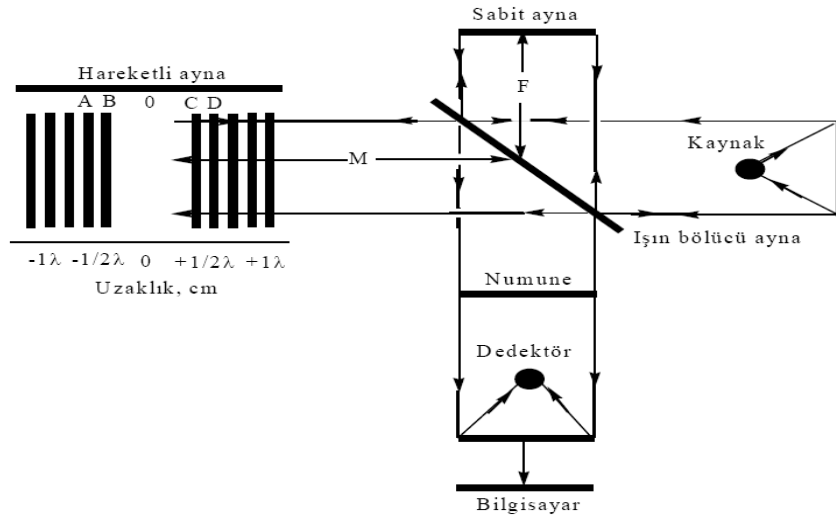 Sabit ayna
Hareketli ayna
A B 0 C D
F
Kaynak
M
Işın bölücü ayna
-1λ -1/2λ 0 +1/2λ +1λ
Uzaklık, cm
Numune
Dedektör
Bilgisayar